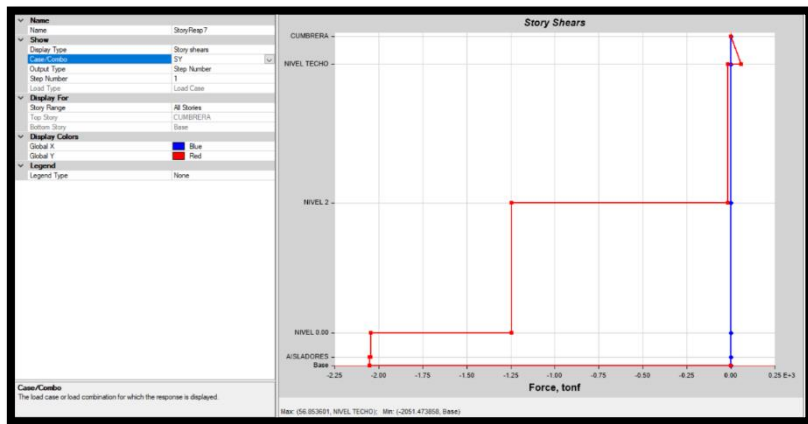 Name
Name StoryResp7
Show
Display Type Story shears
Case/Combo SY
Output Type Step Number
Step Number 1
Load Type Load Case
Display For
Story Range All Stories
Top Story CUMBRERA
Bottom Story Base
Display Colors
Global X Blue
Global Y Red
Legend
Legend Type None
Case/Combo
The load case or load combination for which the response is displayed.
Story Shears
CUMBRERA
NIVEL TECHO
NIVEL 2
NIVEL 0.00
AISLADORES
Base
-2.25 -2.00 -1.75 -1.50 -1.25 -1.00 -0.75 -0.50 -0.25 0.00 0.25 E+3
Force, tonf
Max: (56.853601, NIVEL TECHO); Min: (-2051.473858, Base)